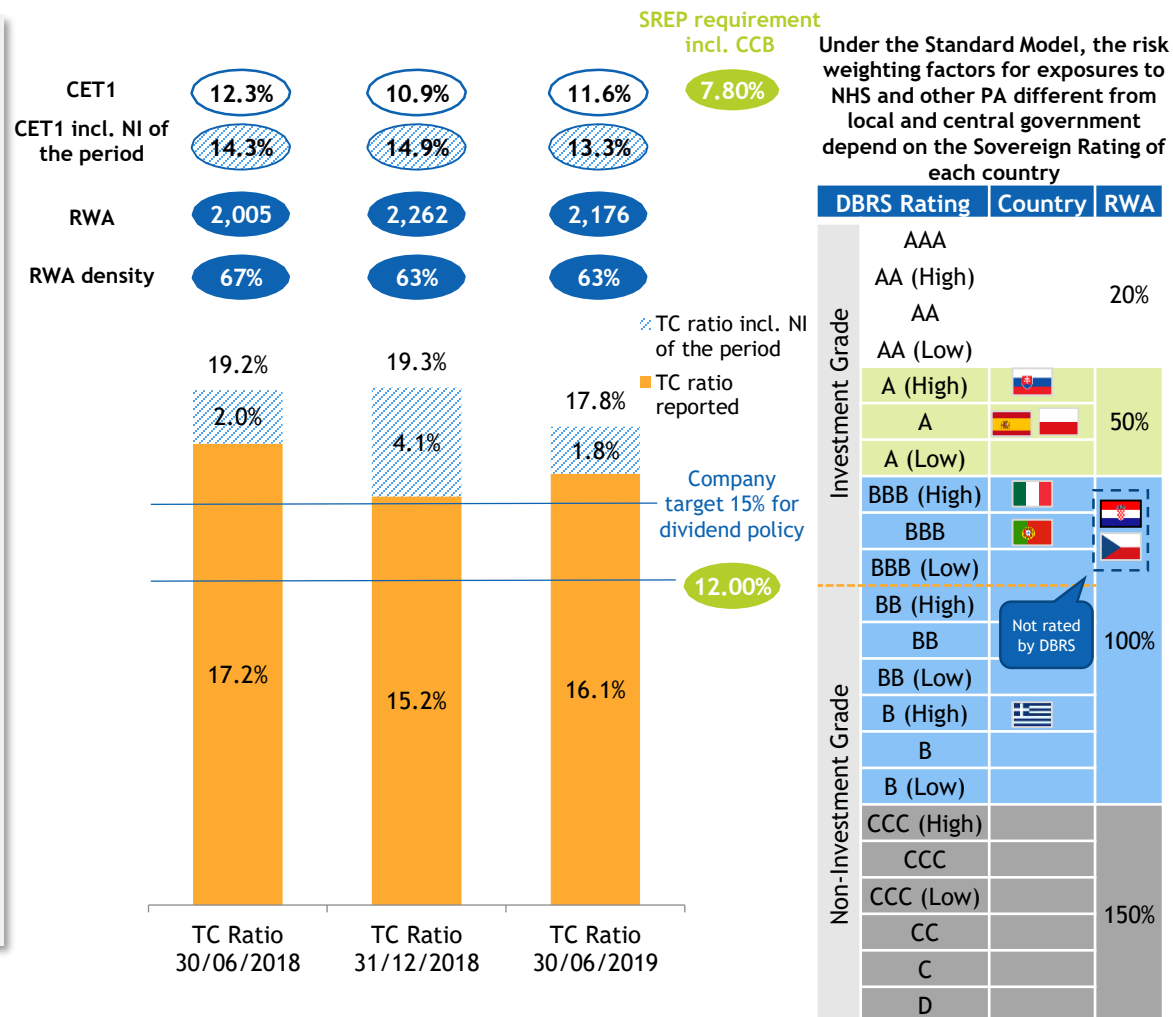 SREP requirement
incl. CCB
CET1
12.3%
10.9%
11.6%
7.80%
CET1 incl. NI of
the period
14.3%
14.9%
13.3%
RWA
2,005
2,262
2,176
RWA density
67%
63%
63%
TC ratio incl. NI
of the period
TC ratio
reported
19.2%
19.3%
17.8%
2.0%
4.1%
1.8%
Company
target 15% for
dividend policy
12.00%
17.2%
15.2%
16.1%
TC Ratio
30/06/2018
TC Ratio
31/12/2018
TC Ratio
30/06/2019
Under the Standard Model, the risk
weighting factors for exposures to
NHS and other PA different from
local and central government
depend on the Sovereign Rating of
each country
DBRS Rating Country RWA
Investment Grade
AAA
AA (High)
AA
AA (Low)
20%
A (High)
A
A (Low)
50%
BBB (High)
BBB
BBB (Low)
Non-Investment Grade
BB (High)
BB
BB (Low)
B (High)
B
B (Low)
Not rated
by DBRS
100%
CCC (High)
CCC
CCC (Low)
CC
C
D
150%